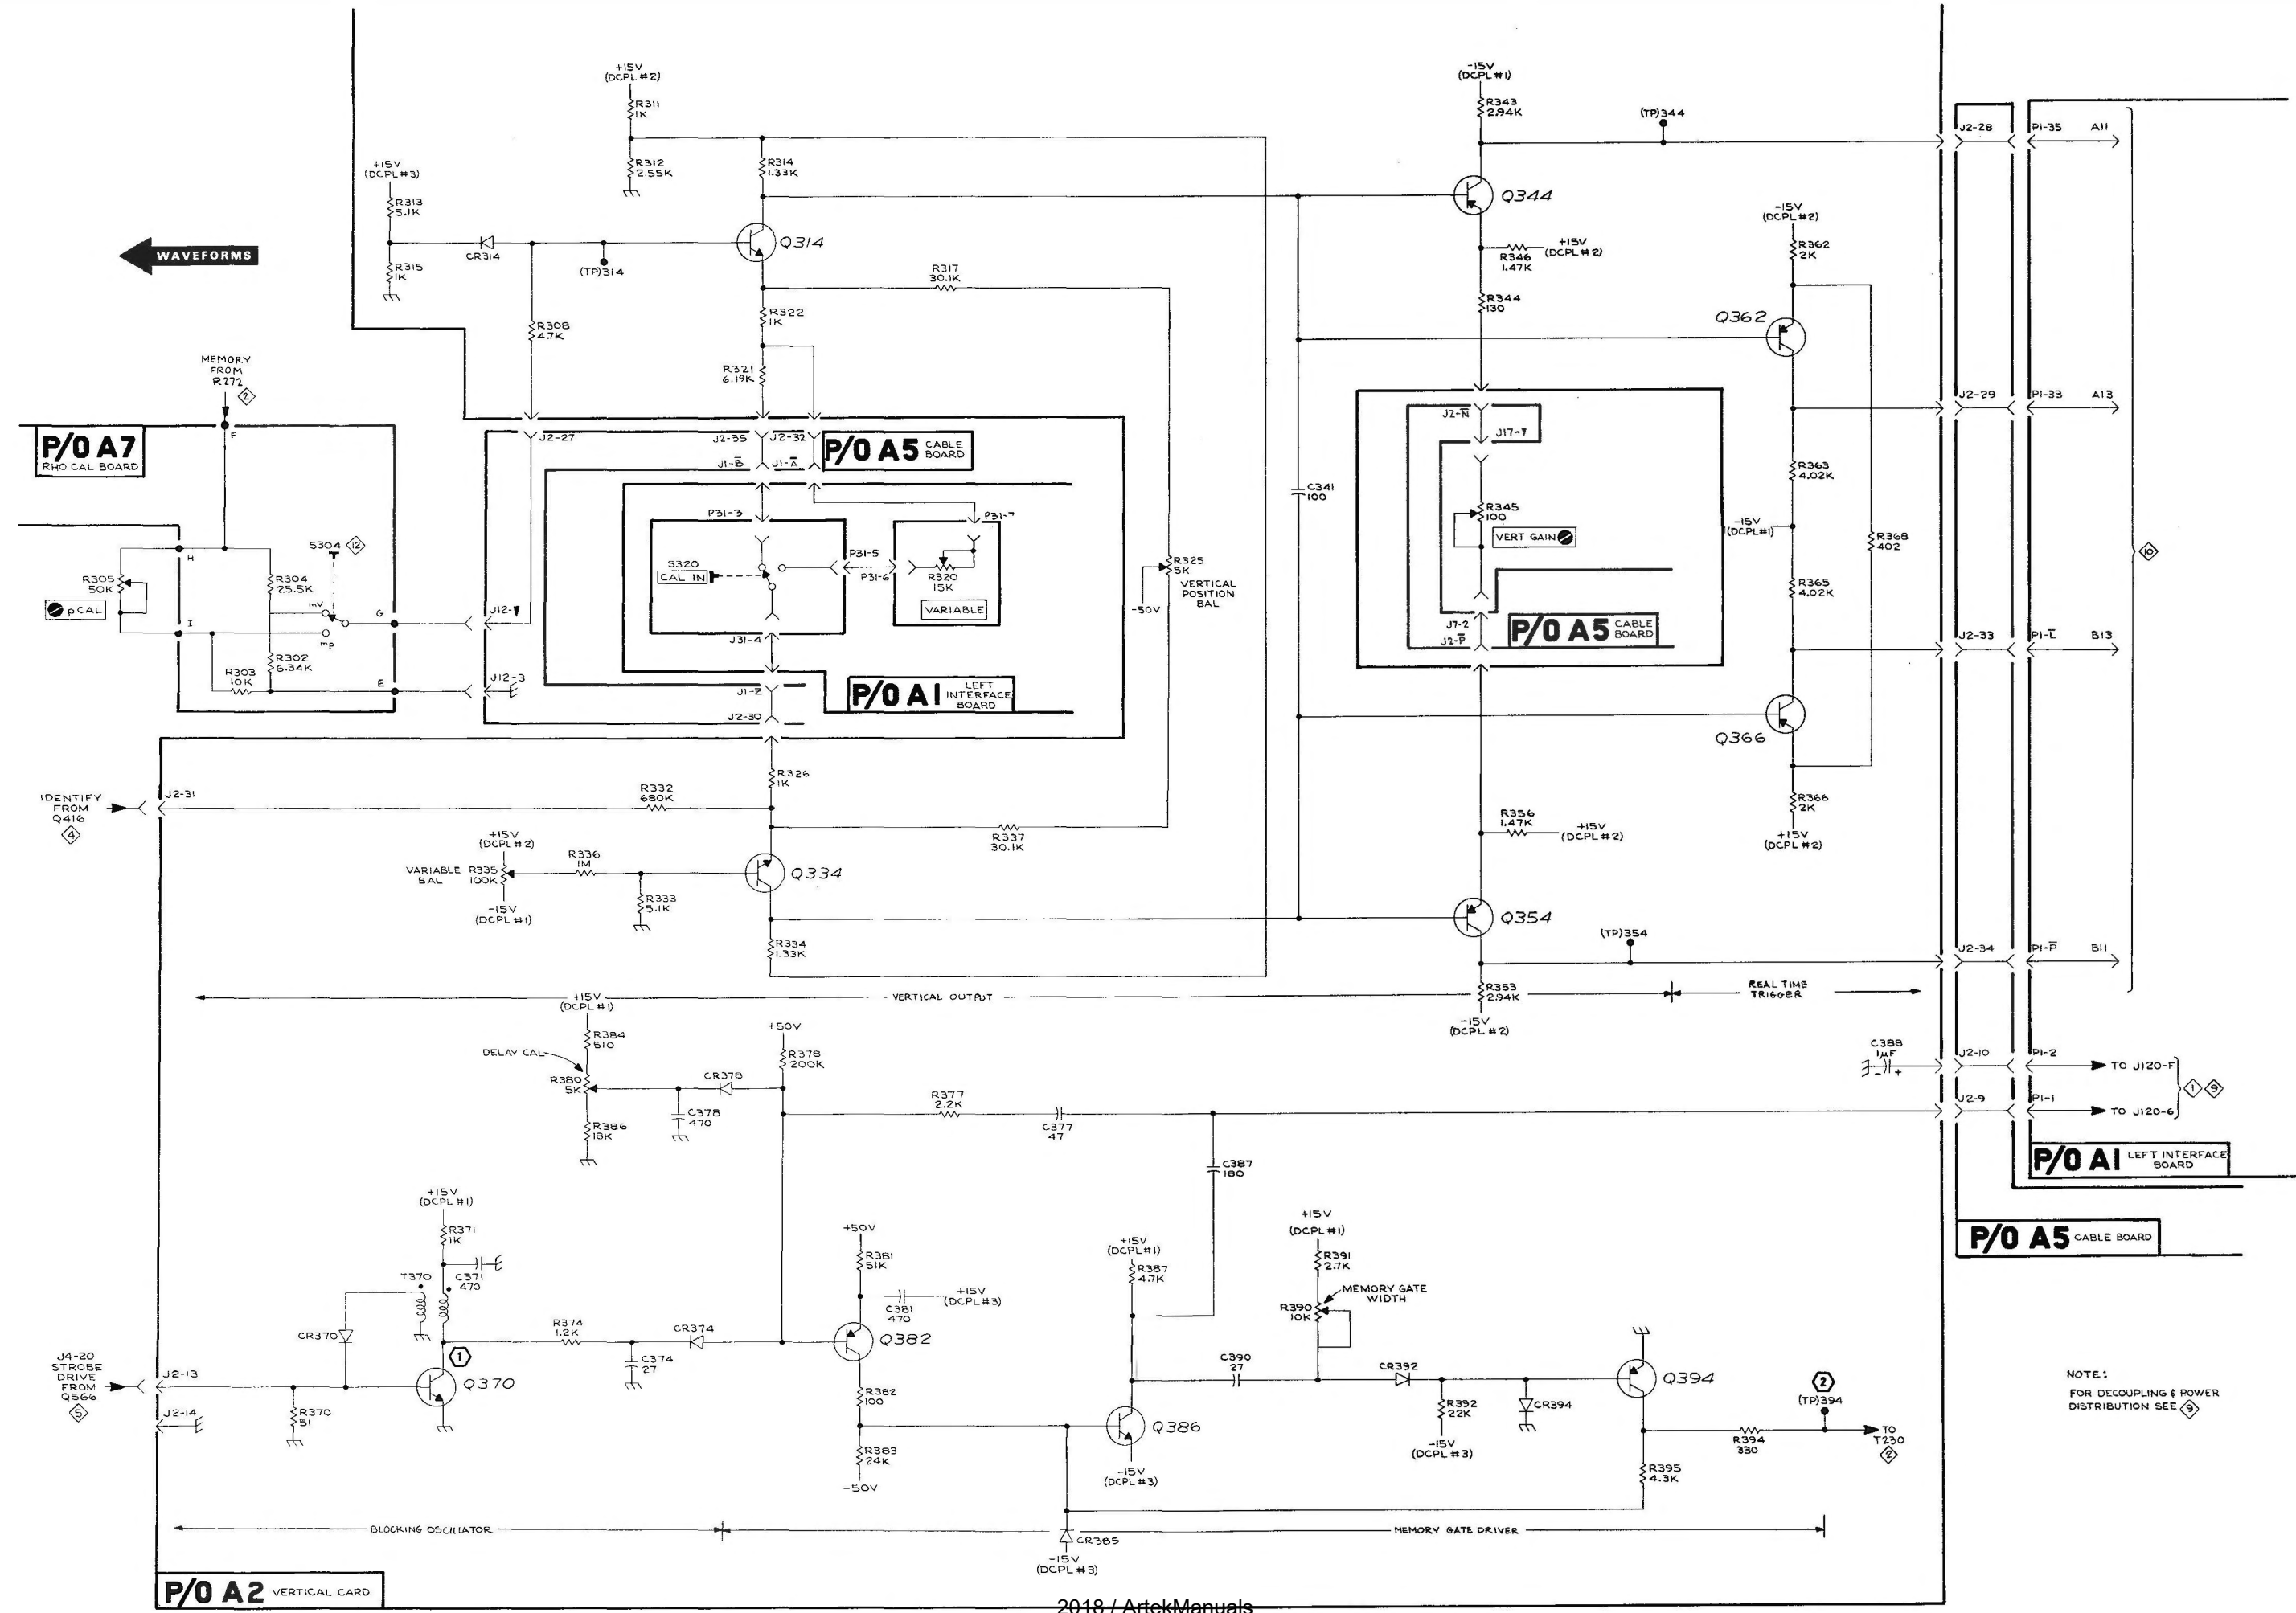 +15V
(DCPL #2)
R311
1K
R312
2.55K
R314
1.33K
+15V
(DCPL #3)
R313
5.1K
R315
1K
CR314
(TP)314
Q314
WAVEFORMS
R317
30.1K
R322
1K
R308
4.7K
R321
6.19K
-15V
(DCPL #1)
R343
2.94K
(TP)344
Q344
R346
1.47K
+15V
(DCPL #2)
R344
130
-15V
(DCPL #2)
R362
2K
Q362
J2-28
P1-35
A11
J2-29
P1-33
A13
MEMORY
FROM
R272
2
F
P/O A7
RHO CAL BOARD
H
R305
50K
pCAL
I
R304
25.5K
S304
12
mv
mp
G
R302
6.34K
R303
10K
E
J12-3
J2-27
J2-35
J2-32
P/O A5 CABLE
BOARD
J1-B̅
J1-A̅
P31-3
S320
CAL IN
P31-5
P31-6
R320
15K
VARIABLE
J31-4
J1-Z
J2-30
P/O A1 LEFT
INTERFACE
BOARD
R325
5K
VERTICAL
POSITION
BAL
-50V
C341
100
J2-N̅
R345
100
VERT GAIN
J7-2
J2-P̅
P/O A5 CABLE
BOARD
R363
4.02K
-15V
(DCPL #1)
R368
402
R365
4.02K
10
J2-33
P1-L̅
B13
Q366
R366
2K
+15V
(DCPL #2)
IDENTIFY
FROM
Q416
4
J2-31
R326
1K
R332
680K
R337
30.1K
+15V
(DCPL #2)
VARIABLE
BAL
R335
100K
-15V
(DCPL #1)
R336
1M
R333
5.1K
Q334
R334
1.33K
R356
1.47K
+15V
(DCPL #2)
Q354
(TP)354
R353
2.94K
-15V
(DCPL #2)
J2-34
P1-P̅
B11
VERTICAL OUTPUT
REAL TIME
TRIGGER
+15V
(DCPL #1)
R384
510
DELAY CAL
R380
5K
R386
18K
CR378
C378
470
+50V
R378
200K
R377
2.2K
C377
47
C388
1µF
- +
J2-10
P1-2
TO J120-F
J2-9
P1-1
TO J120-6
1 9
P/O A1 LEFT INTERFACE
BOARD
P/O A5 CABLE BOARD
C387
180
+15V
(DCPL #1)
R371
1K
T370
C371
470
CR370
J4-20
STROBE
DRIVE
FROM
Q566
5
J2-13
J2-14
R370
51
1
Q370
R374
1.2K
C374
27
CR374
+50V
R381
51K
C381
470
+15V
(DCPL #3)
Q382
R382
100
R383
24K
-50V
+15V
(DCPL #1)
R387
4.7K
Q386
-15V
(DCPL #3)
+15V
(DCPL #1)
R391
2.7K
MEMORY GATE
WIDTH
R390
10K
C390
27
CR392
R392
22K
-15V
(DCPL #3)
CR394
Q394
2
(TP)394
R394
330
TO
T230
2
R395
4.3K
NOTE:
FOR DECOUPLING & POWER
DISTRIBUTION SEE 9
BLOCKING OSCILLATOR
MEMORY GATE DRIVER
CR385
-15V
(DCPL #3)
P/O A2 VERTICAL CARD
2018 / ArtekManuals